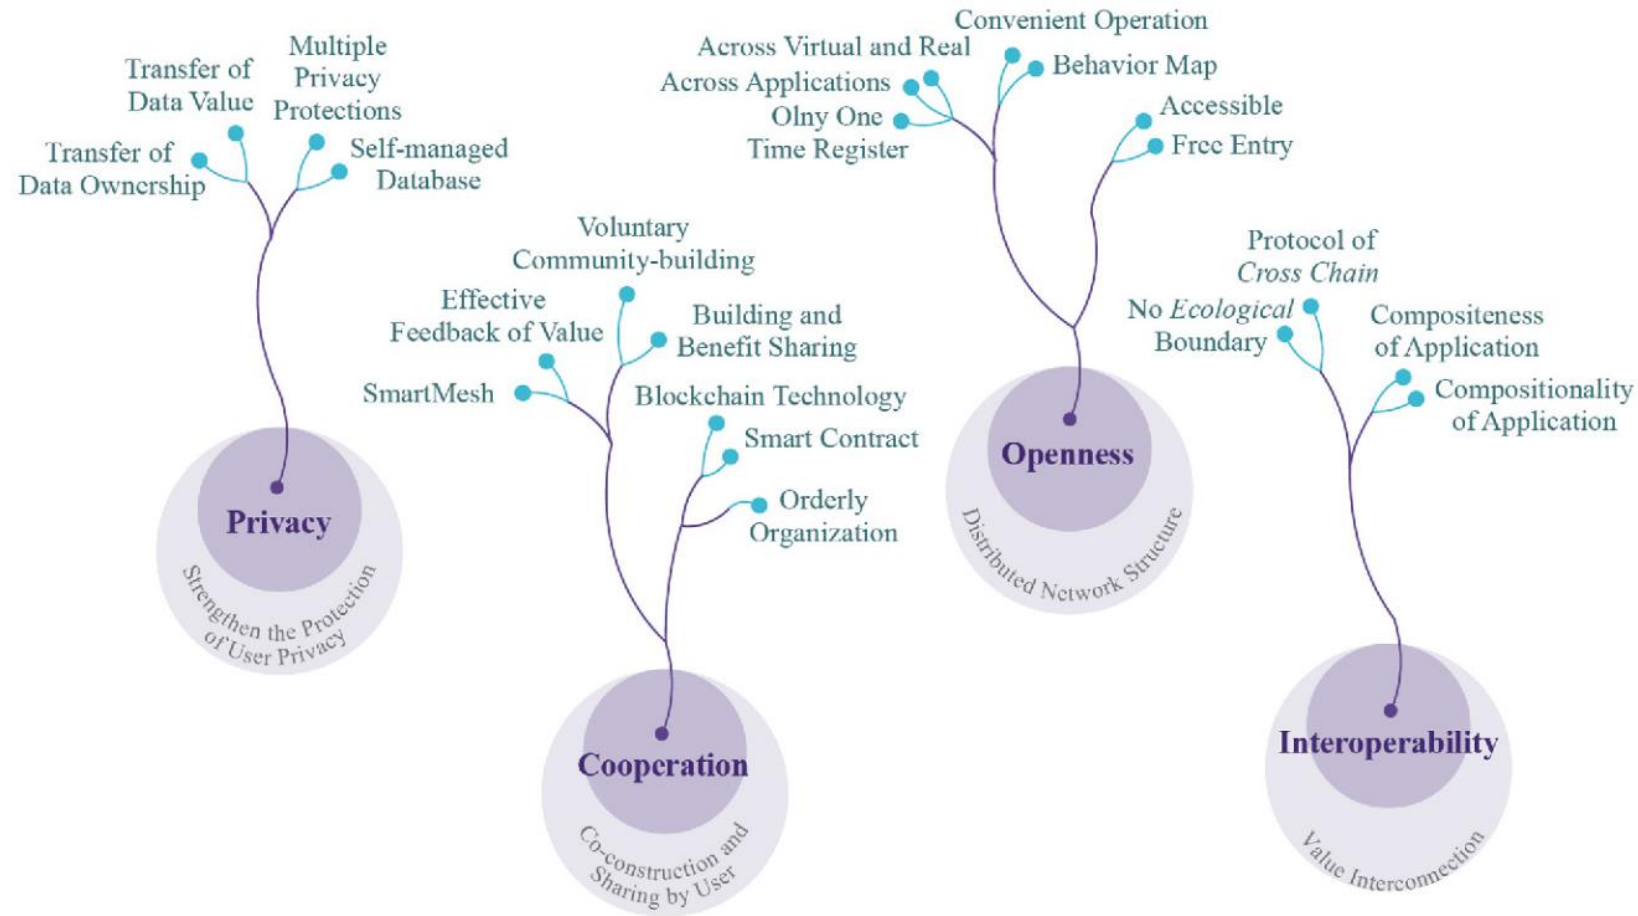 Transfer of
Data Value
Multiple
Privacy
Protections
Transfer of
Data Ownership
Self-managed
Database
Privacy
Strengthen the Protection
of User Privacy
Voluntary
Community-building
Effective
Feedback of Value
Building and
Benefit Sharing
SmartMesh
Blockchain Technology
Smart Contract
Orderly
Organization
Cooperation
Co-construction and
Sharing by User
Convenient Operation
Across Virtual and Real
Behavior Map
Across Applications
Olny One
Time Register
Accessible
Free Entry
Openness
Distributed Network Structure
Protocol of
Cross Chain
No Ecological
Boundary
Compositeness
of Application
Compositionality
of Application
Interoperability
Value Interconnection